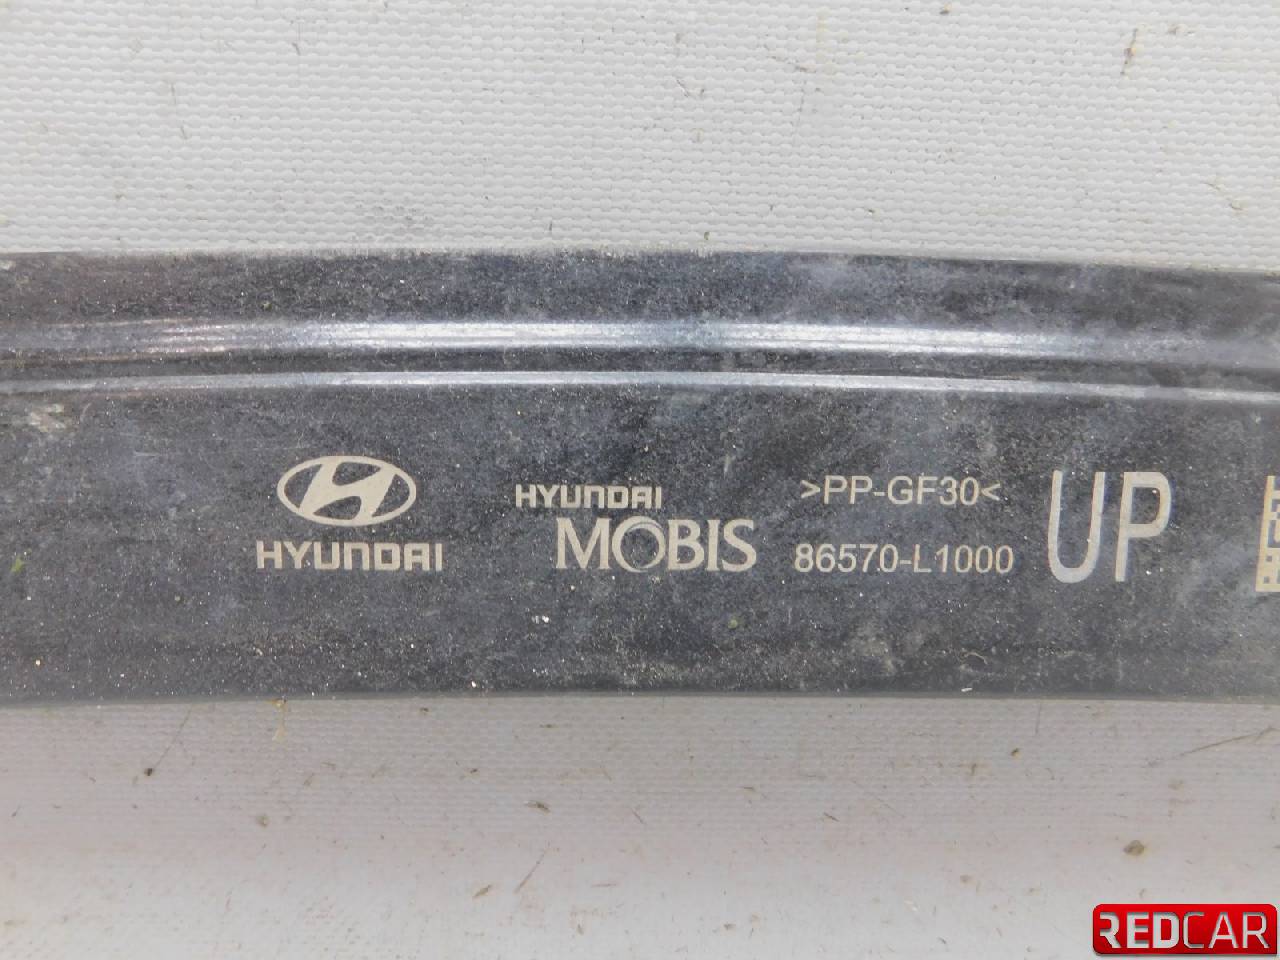 HYUNDAI
HYUNDAI
MOBIS
>PP-GF30<
86570-L1000
UP
REDCAR